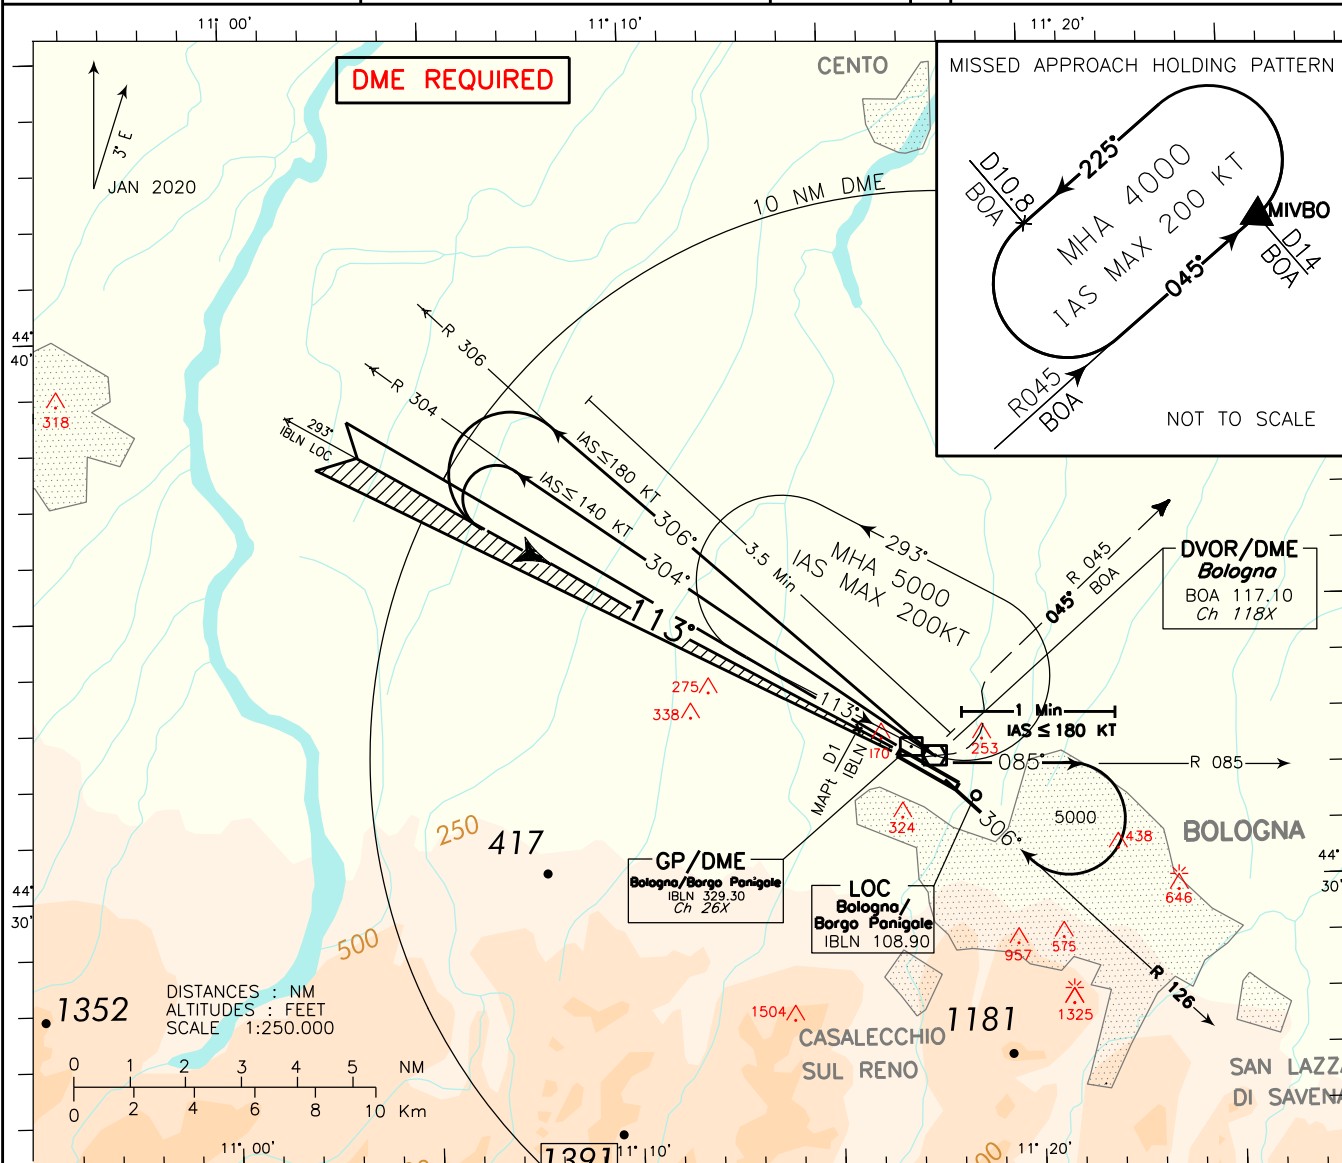 11° 00'
11° 10'
11° 20'
DME REQUIRED
CENTO
MISSED APPROACH HOLDING PATTERN
3° E
JAN 2020
10 NM DME
225°
D10.8
BOA
MHA 4000
IAS MAX 200 KT
MIVBO
D14
BOA
045°
R045
BOA
NOT TO SCALE
44°
40'
318
R 306
R 304
293°
IBLN LOC
IAS≤180 KT
IAS≤ 140 KT
306°
304°
3.5 Min
293°
MHA 5000
IAS MAX 200KT
045°
R 045
BOA
DVOR/DME
Bologna
BOA 117.10
Ch 118X
113°
275
338
113°
170
MAPt
D1
IBLN
253
1 Min
IAS ≤ 180 KT
085°
R 085
306°
5000
324
438
BOLOGNA
250
417
44°
30'
44°
30'
GP/DME
Bologna/Borgo Panigale
IBLN 329.30
Ch 26X
LOC
Bologna/
Borgo Panigale
IBLN 108.90
646
500
957
575
R 126
1352
DISTANCES : NM
ALTITUDES : FEET
SCALE 1:250.000
1504
1325
1181
CASALECCHIO
SUL RENO
SAN LAZZA
DI SAVENA
0 1 2 3 4 5 NM
0 2 4 6 8 10 Km
11° 00'
1391
11° 10'
11° 20'